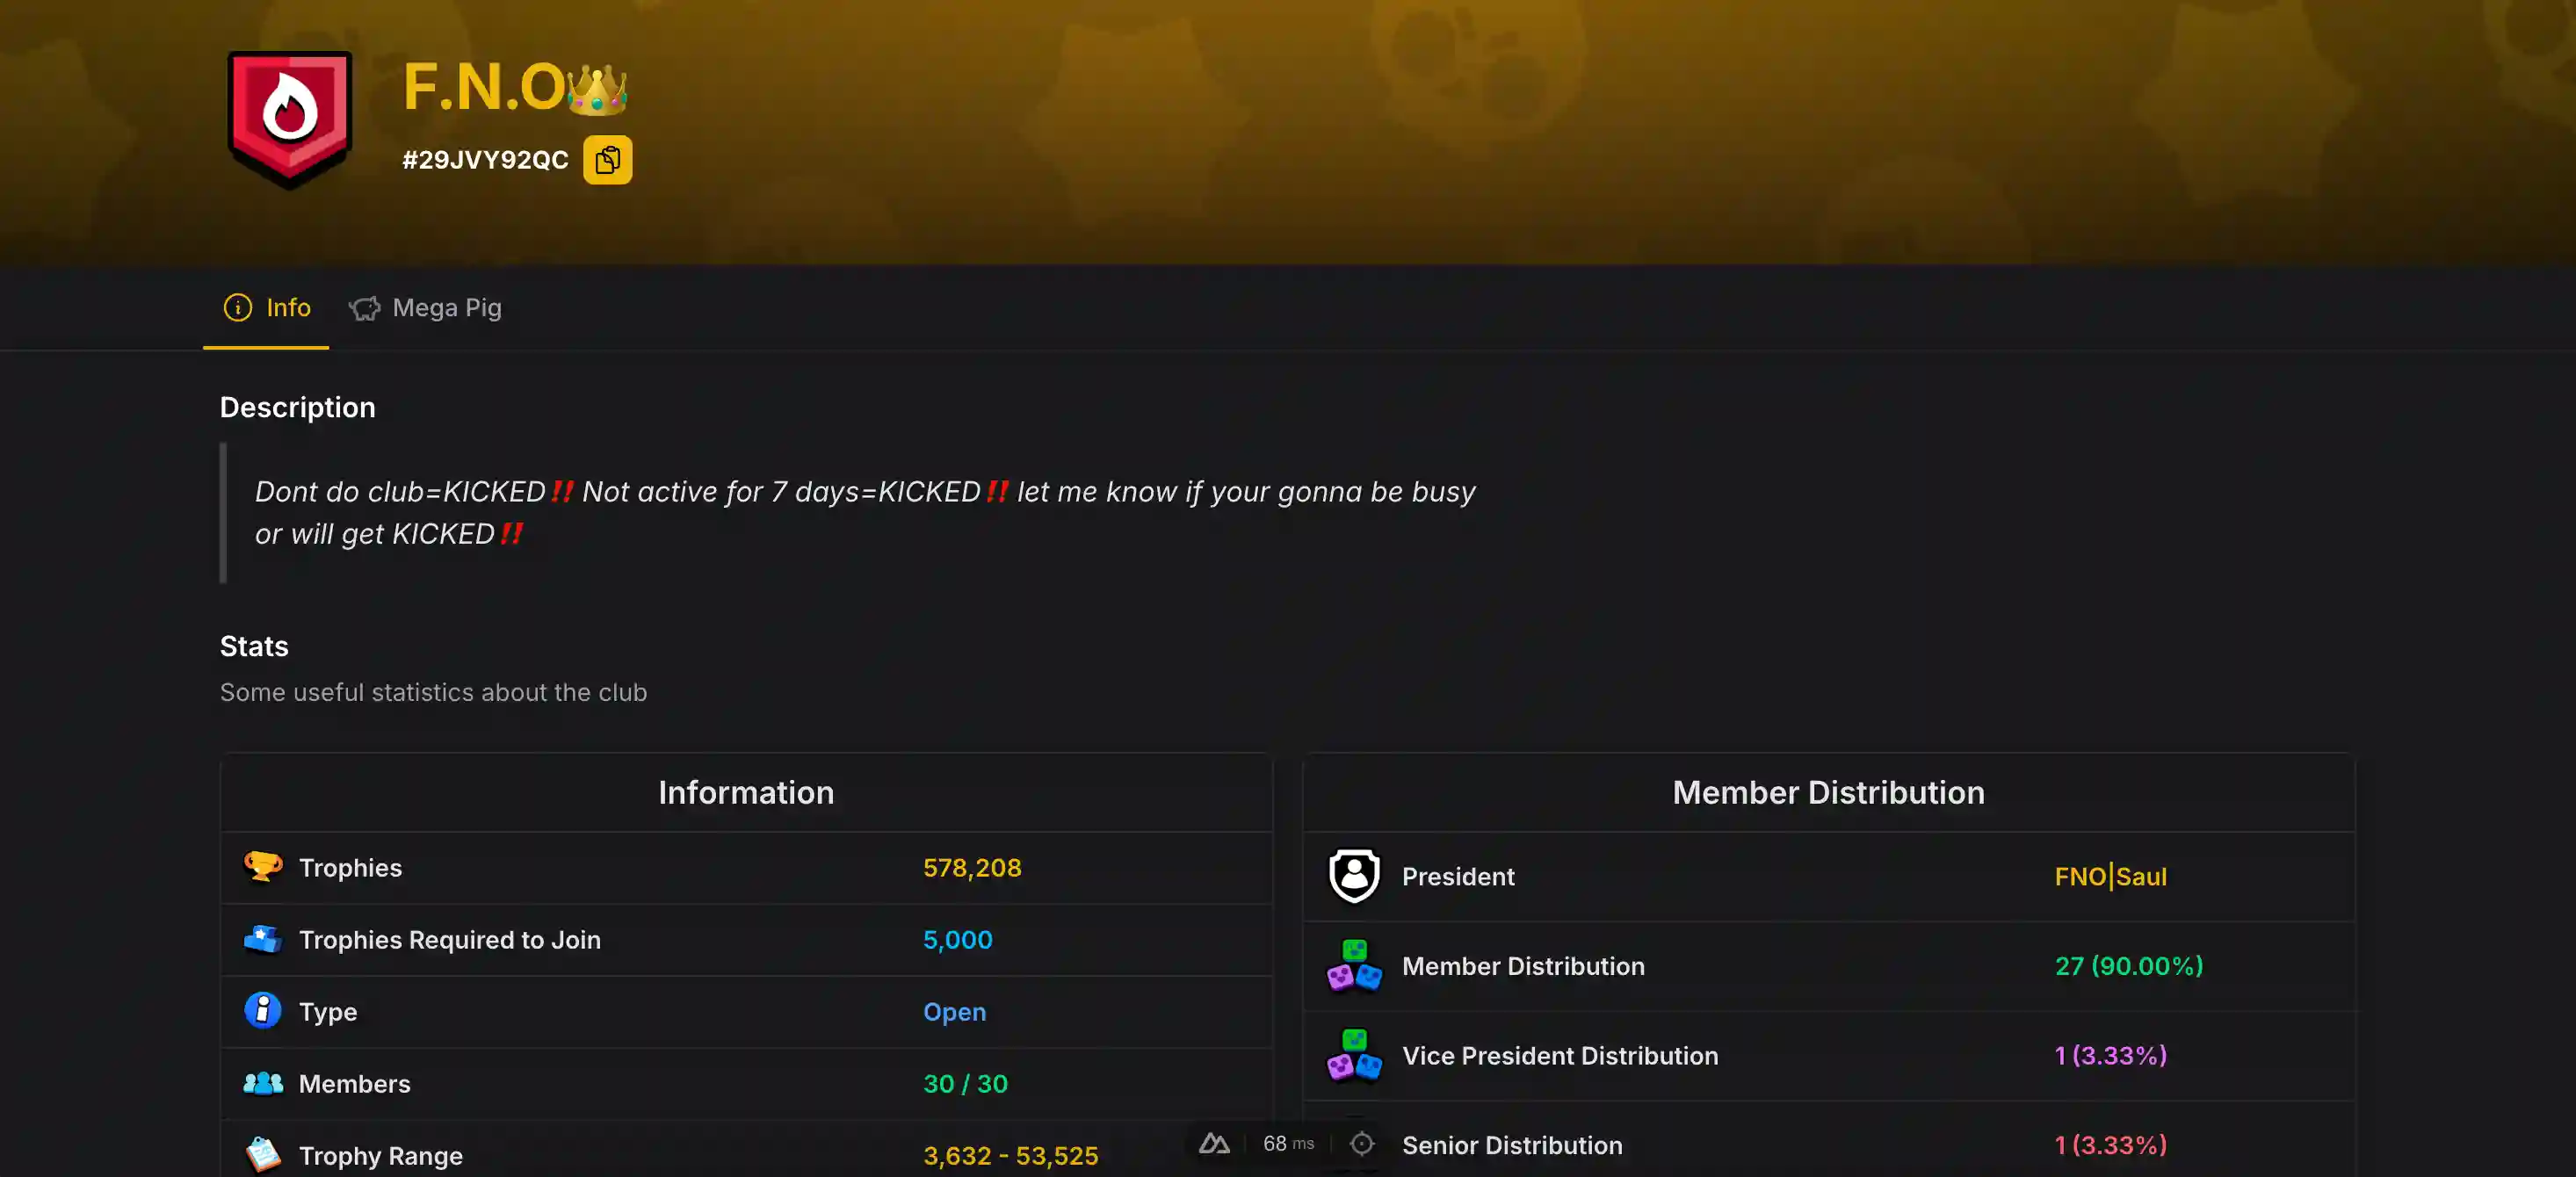 F.N.O👑
#29JVY92QC
Info
Mega Pig
Description
Dont do club=KICKED‼️ Not active for 7 days=KICKED‼️ let me know if your gonna be busy
or will get KICKED‼️
Stats
Some useful statistics about the club
Information
Trophies 578,208
Trophies Required to Join 5,000
Type Open
Members 30 / 30
Trophy Range 3,632 - 53,525
Member Distribution
President FNO|Saul
Member Distribution 27 (90.00%)
Vice President Distribution 1 (3.33%)
Senior Distribution 1 (3.33%)
68 ms